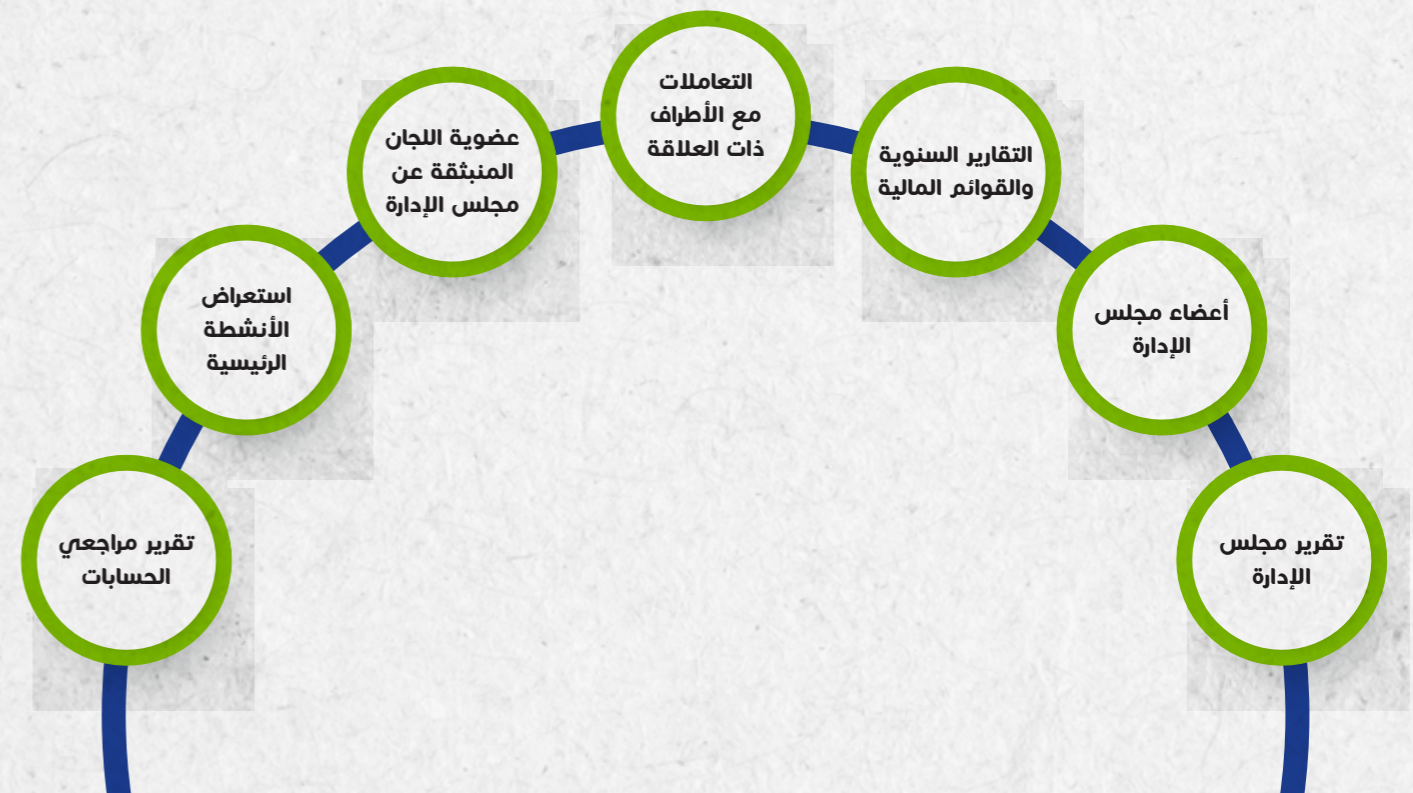 تقرير مجلس
الإدارة
أعضاء مجلس
الإدارة
التقارير السنوية
والقوائم المالية
التعاملات
مع الأطراف
ذات العلاقة
عضوية اللجان
المنبثقة عن
مجلس الإدارة
استعراض
الأنشطة
الرئيسية
تقرير مراجعي
الحسابات